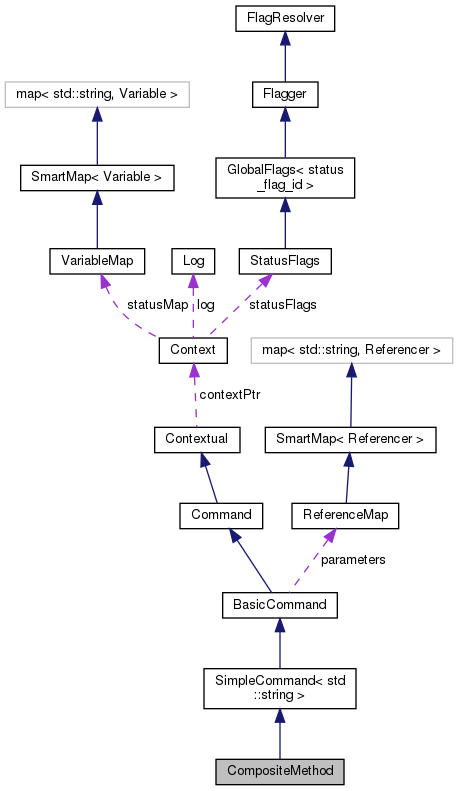 FlagResolver
map< std::string, Variable >
Flagger
SmartMap< Variable >
GlobalFlags< status
_flag_id >
VariableMap
Log
StatusFlags
statusMap
log
statusFlags
Context
map< std::string, Referencer >
contextPtr
Contextual
SmartMap< Referencer >
Command
ReferenceMap
parameters
BasicCommand
SimpleCommand< std
::string >
CompositeMethod